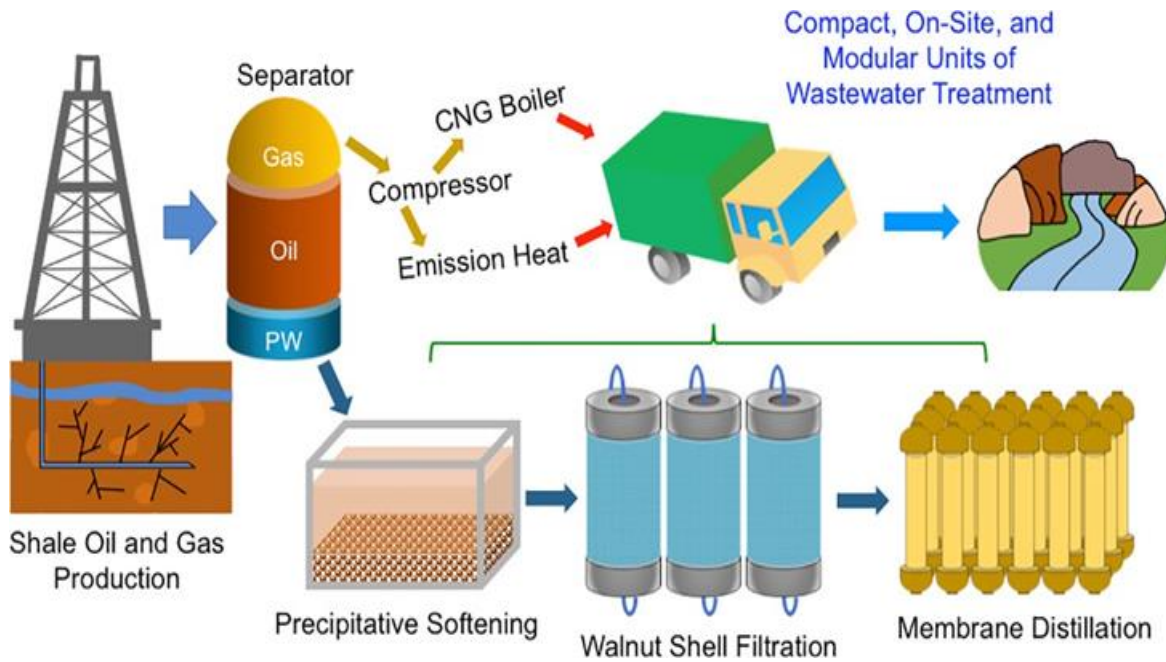 Compact, On-Site, and
Modular Units of
Wastewater Treatment
Separator
Gas
Oil
PW
CNG Boiler
Compressor
Emission Heat
Shale Oil and Gas
Production
Precipitative Softening
Walnut Shell Filtration
Membrane Distillation